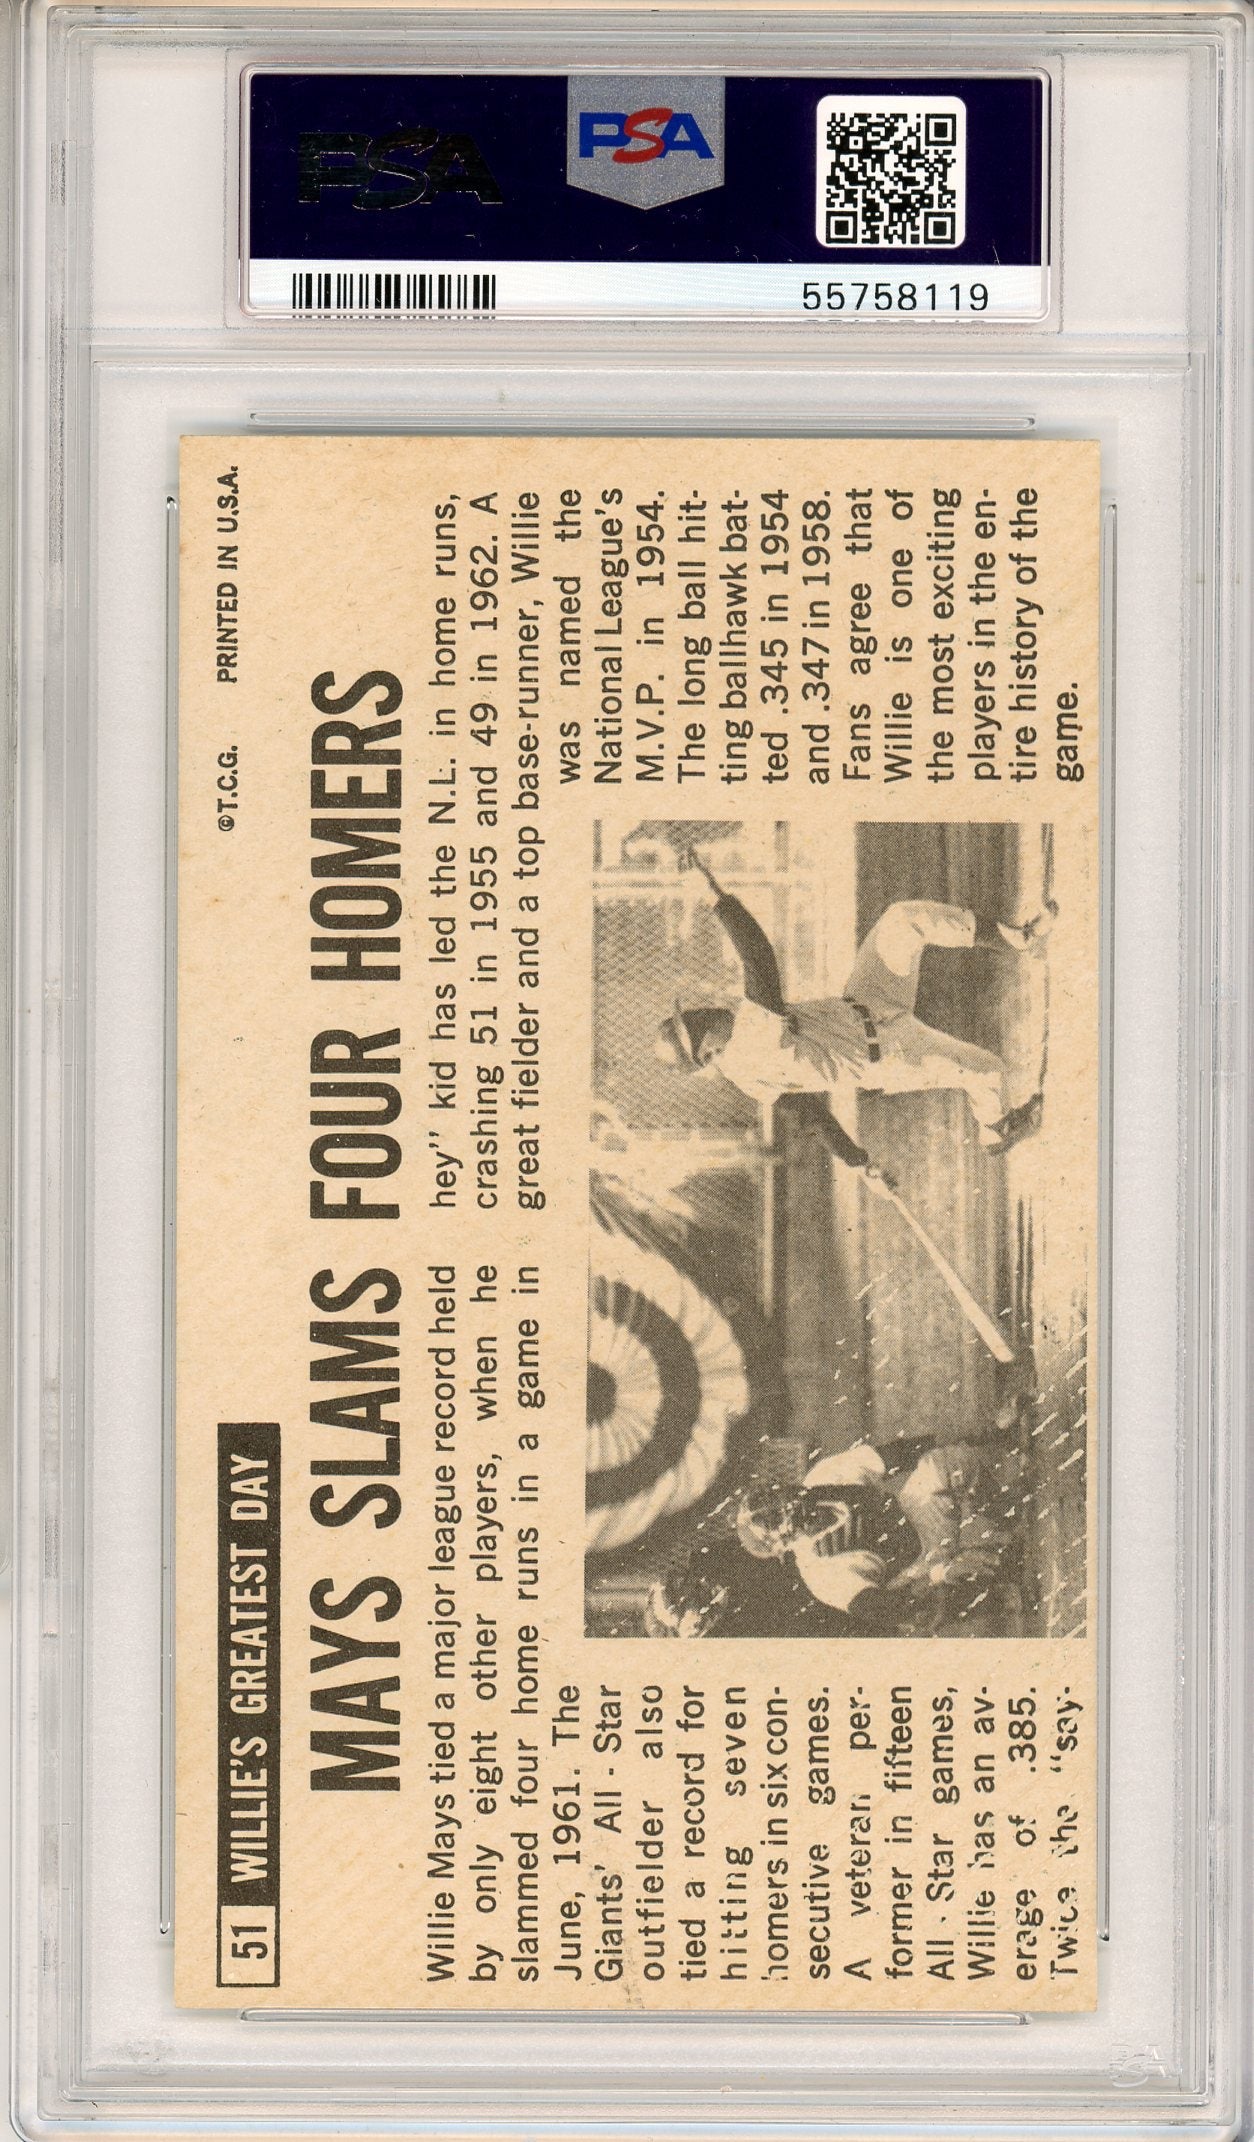 PSA
PSA
55758119
51 WILLIE'S GREATEST DAY
©T.C.G. PRINTED IN U.S.A.
MAYS SLAMS FOUR HOMERS
Willie Mays tied a major league record held
by only eight other players, when he
slammed four home runs in a game in
June, 1961. The
Giants' All - Star
outfielder also
tied a record for
hitting seven
homers in six con-
secutive games.
A veteran per-
former in fifteen
All - Star games,
Willie has an av-
erage of .385.
Twice the "say-
hey" kid has led the N.L. in home runs,
crashing 51 in 1955 and 49 in 1962. A
great fielder and a top base-runner, Willie
was named the
National League's
M.V.P. in 1954.
The long ball hit-
ting ballhawk bat-
ted .345 in 1954
and .347 in 1958.
Fans agree that
Willie is one of
the most exciting
players in the en-
tire history of the
game.
PSA